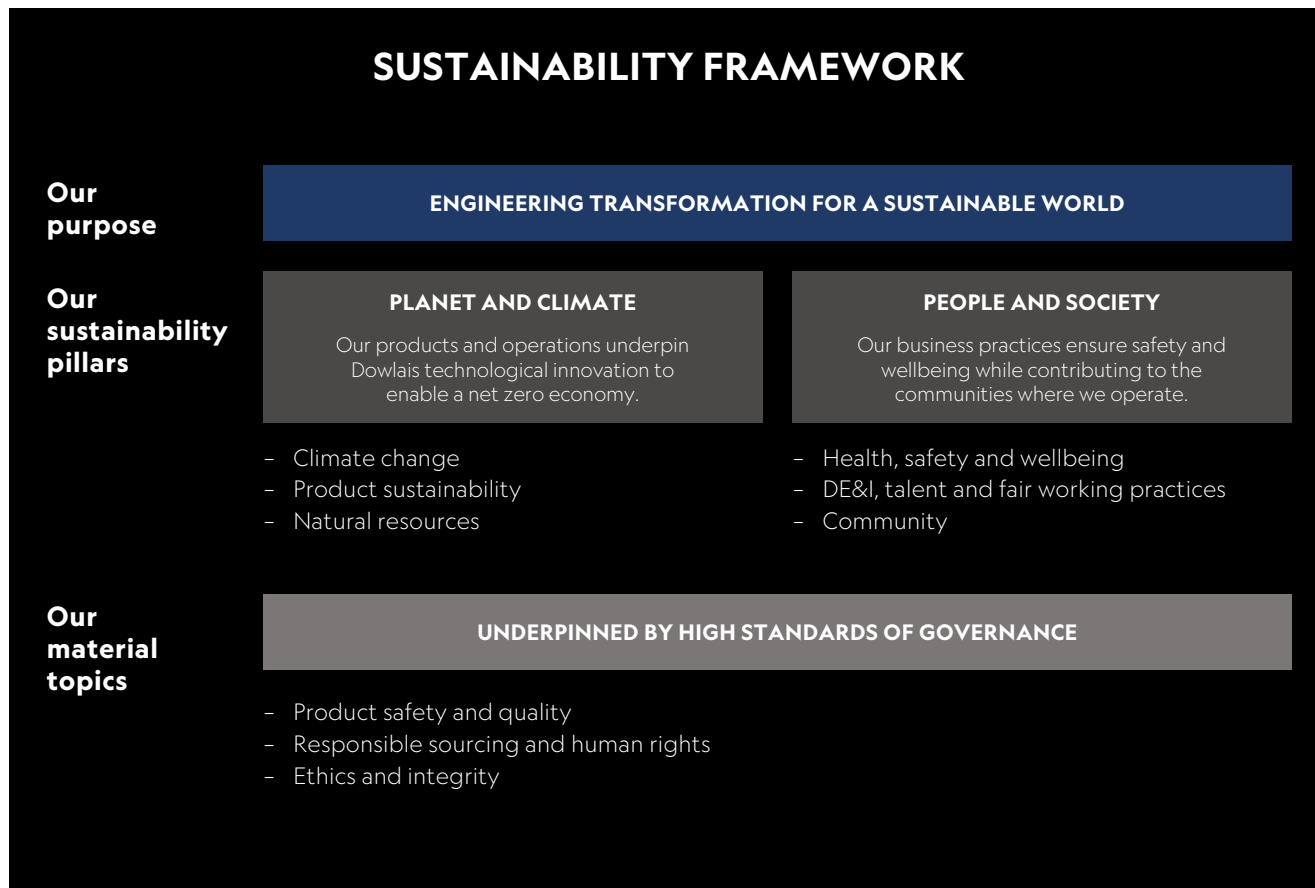 SUSTAINABILITY FRAMEWORK
Our
purpose
ENGINEERING TRANSFORMATION FOR A SUSTAINABLE WORLD
Our
sustainability
pillars
PLANET AND CLIMATE
Our products and operations underpin
Dowlais technological innovation to
enable a net zero economy.
– Climate change
– Product sustainability
– Natural resources
PEOPLE AND SOCIETY
Our business practices ensure safety and
wellbeing while contributing to the
communities where we operate.
– Health, safety and wellbeing
– DE&I, talent and fair working practices
– Community
Our
material
topics
UNDERPINNED BY HIGH STANDARDS OF GOVERNANCE
– Product safety and quality
– Responsible sourcing and human rights
– Ethics and integrity